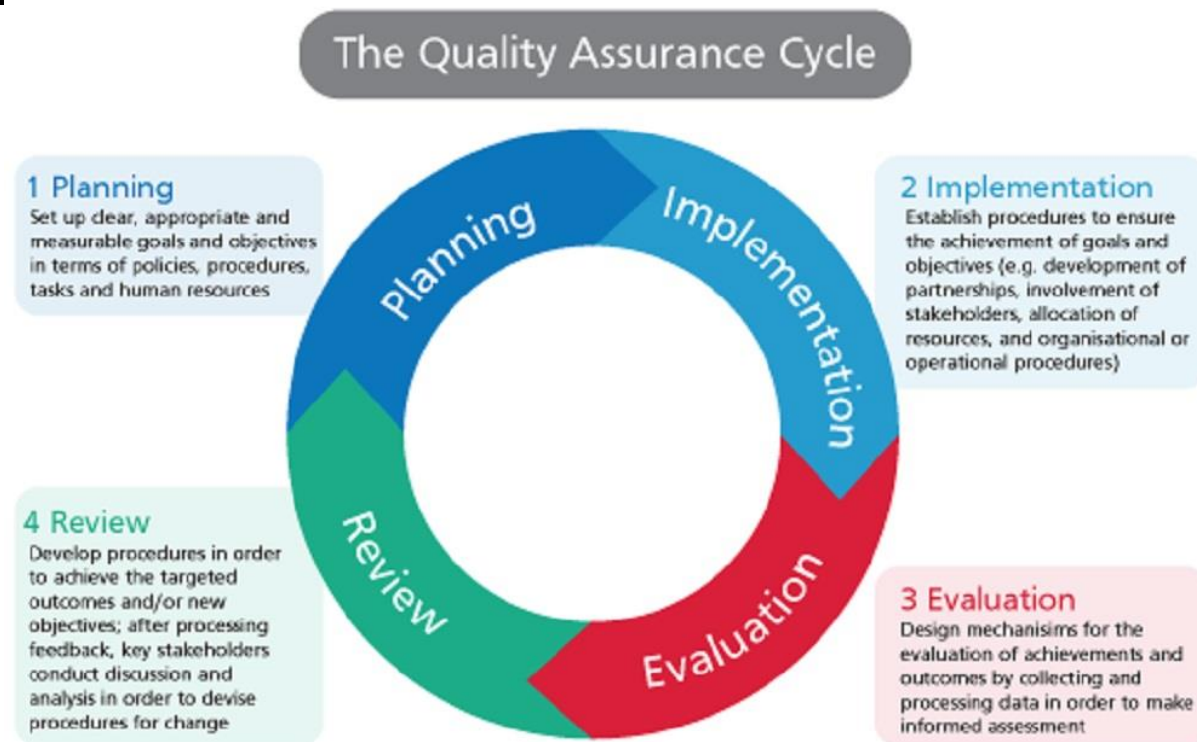 The Quality Assurance Cycle
1 Planning
Set up clear, appropriate and
measurable goals and objectives
in terms of policies, procedures,
tasks and human resources
2 Implementation
Establish procedures to ensure
the achievement of goals and
objectives (e.g. development of
partnerships, involvement of
stakeholders, allocation of
resources, and organisational or
operational procedures)
Planning
Implementation
Evaluation
Review
4 Review
Develop procedures in order
to achieve the targeted
outcomes and/or new
objectives; after processing
feedback, key stakeholders
conduct discussion and
analysis in order to devise
procedures for change
3 Evaluation
Design mechanisims for the
evaluation of achievements and
outcomes by collecting and
processing data in order to make
informed assessment